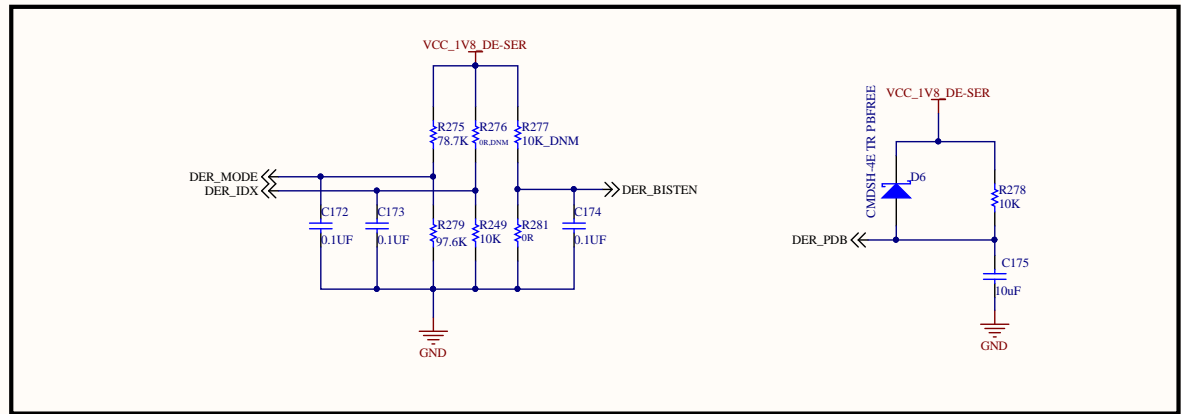 VCC_1V8_DE-SER
R275
78.7K
R276
0R,DNM
R277
10K_DNM
DER_MODE
DER_IDX
DER_BISTEN
C172
0.1UF
C173
0.1UF
R279
97.6K
R249
10K
R281
0R
C174
0.1UF
GND
CMDSH-4E TR PBFREE
VCC_1V8_DE-SER
D6
R278
10K
DER_PDB
C175
10uF
GND